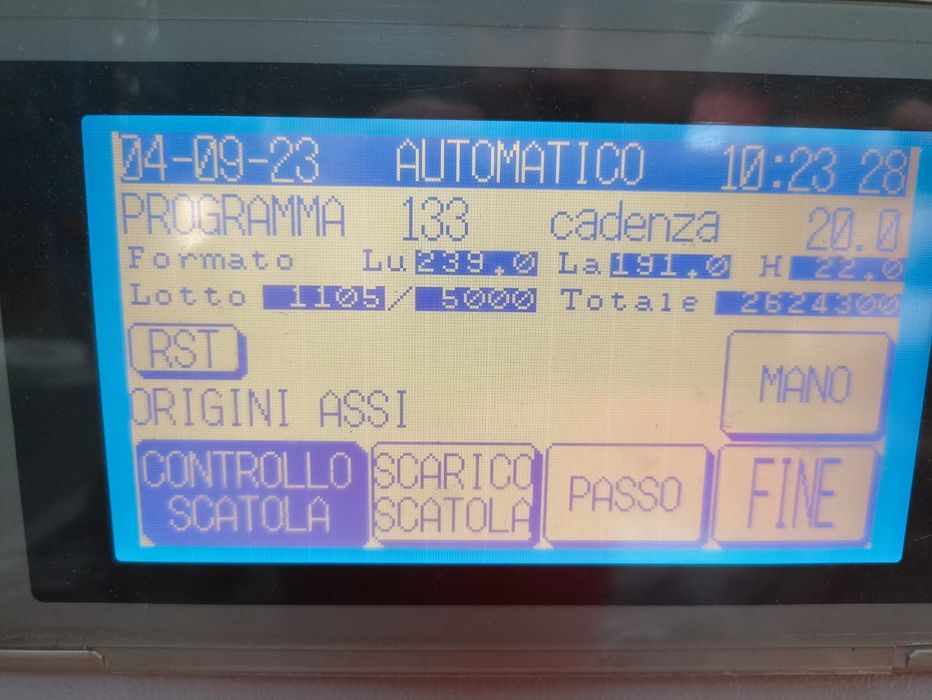 04-09-23 AUTOMATICO 10:23 28
PROGRAMMA 133 cadenza 20.0
Formato Lu 239.0 La 191.0 H 22.0
Lotto 1105/ 5000 Totale 2624300
RST
MANO
ORIGINI ASSI
CONTROLLO
SCATOLA
SCARICO
SCATOLA
PASSO
FINE